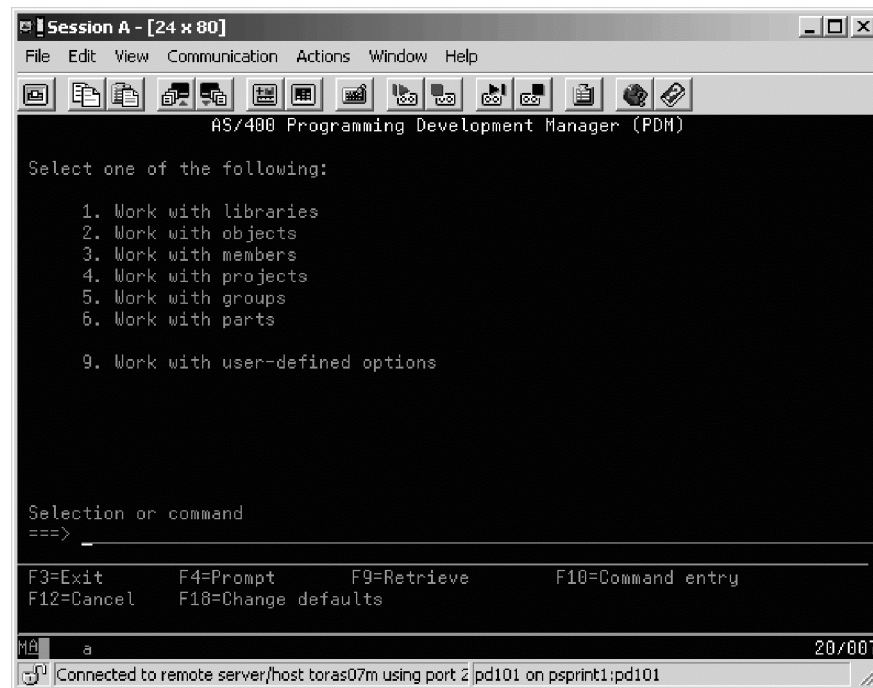 Session A - [24 x 80]
File Edit View Communication Actions Window Help
AS/400 Programming Development Manager (PDM)
Select one of the following:
1. Work with libraries
2. Work with objects
3. Work with members
4. Work with projects
5. Work with groups
6. Work with parts
9. Work with user-defined options
Selection or command
===>
F3=Exit F4=Prompt F9=Retrieve F10=Command entry
F12=Cancel F18=Change defaults
MA a 20/007
Connected to remote server/host toras07m using port 2 pd101 on psprint1:pd101